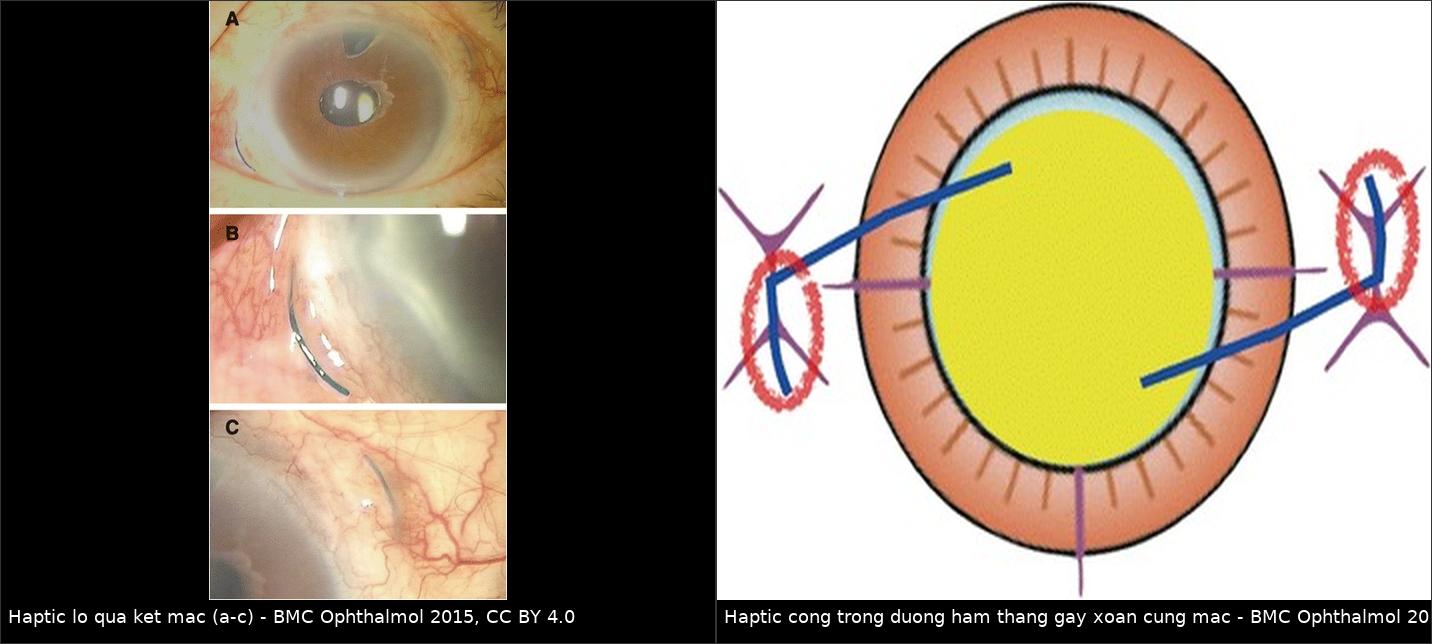 A
B
C
Haptic lo qua ket mac (a-c) - BMC Ophthalmol 2015, CC BY 4.0
Haptic cong trong duong ham thang gay xoan cung mac - BMC Ophthalmol 20